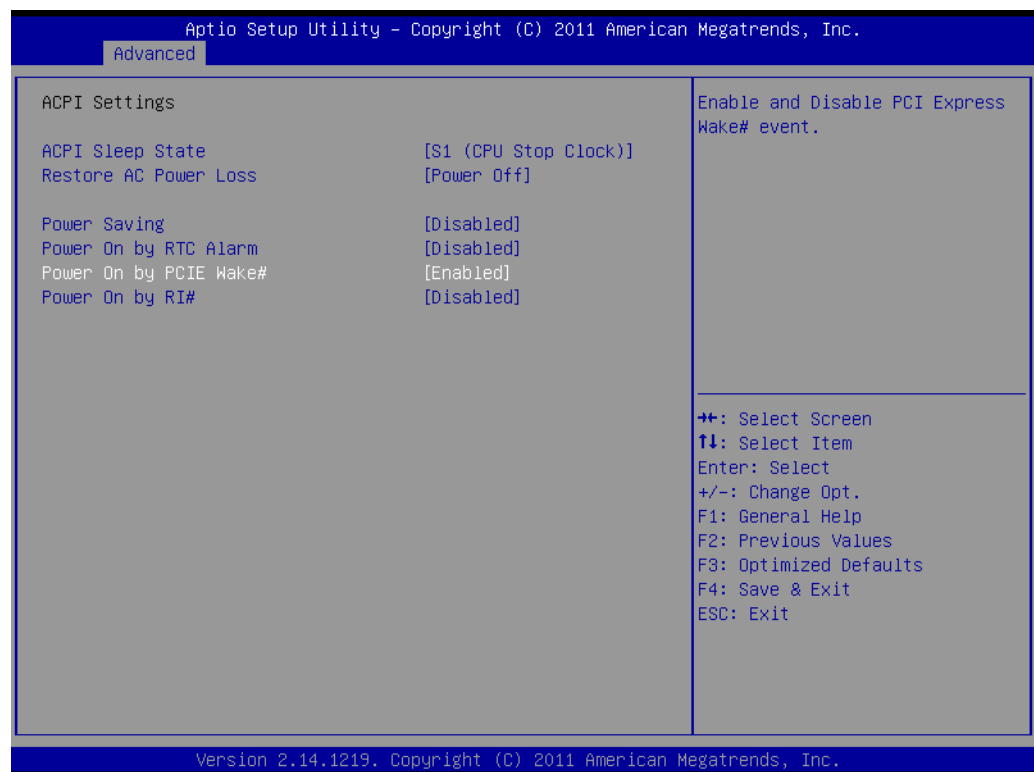 Aptio Setup Utility – Copyright (C) 2011 American Megatrends, Inc.
Advanced
ACPI Settings
ACPI Sleep State [S1 (CPU Stop Clock)]
Restore AC Power Loss [Power Off]
Power Saving [Disabled]
Power On by RTC Alarm [Disabled]
Power On by PCIE Wake# [Enabled]
Power On by RI# [Disabled]
Enable and Disable PCI Express
Wake# event.
→←: Select Screen
↑↓: Select Item
Enter: Select
+/-: Change Opt.
F1: General Help
F2: Previous Values
F3: Optimized Defaults
F4: Save & Exit
ESC: Exit
Version 2.14.1219. Copyright (C) 2011 American Megatrends, Inc.